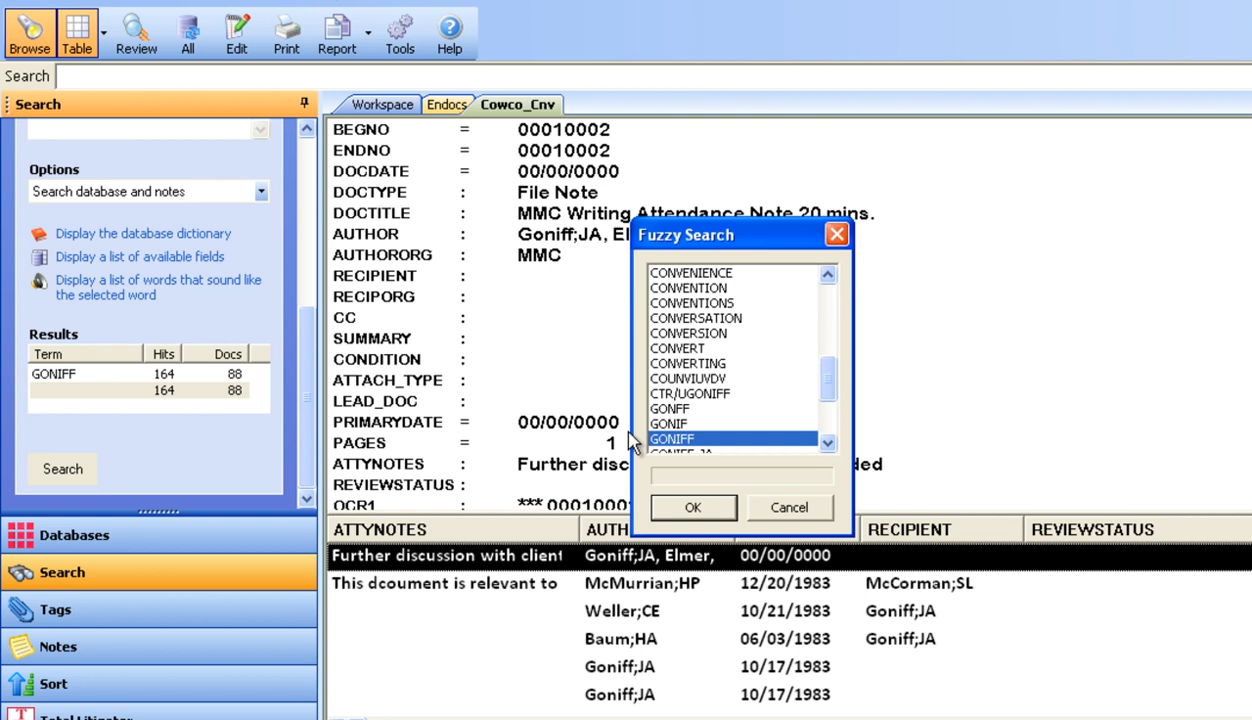 Browse Table Review All Edit Print Report Tools Help
Search
Search
Options
Search database and notes
Display the database dictionary
Display a list of available fields
Display a list of words that sound like
the selected word
Results
Term Hits Docs
GONIFF 164 88
164 88
Search
Databases
Search
Tags
Notes
Sort
Workspace Endocs Cowco_Cnv
BEGNO = 00010002
ENDNO = 00010002
DOCDATE = 00/00/0000
DOCTYPE : File Note
DOCTITLE : MMC Writing Attendance Note 20 mins.
AUTHOR : Goniff;JA, El
AUTHORORG : MMC
RECIPIENT :
RECIPORG :
CC :
SUMMARY :
CONDITION :
ATTACH_TYPE :
LEAD_DOC :
PRIMARYDATE = 00/00/0000
PAGES = 1
ATTYNOTES : Further disc ded
REVIEWSTATUS :
OCR1 : *** 0001000
Fuzzy Search
CONVENIENCE
CONVENTION
CONVENTIONS
CONVERSATION
CONVERSION
CONVERT
CONVERTING
COUNVIUVDV
CTR/UGONIFF
GONFF
GONIF
GONIFF
GONIFF JA
OK Cancel
ATTYNOTES AUTH RECIPIENT REVIEWSTATUS
Further discussion with client Goniff;JA, Elmer, 00/00/0000
This dcoument is relevant to McMurrian;HP 12/20/1983 McCorman;SL
Weller;CE 10/21/1983 Goniff;JA
Baum;HA 06/03/1983 Goniff;JA
Goniff;JA 10/17/1983
Goniff;JA 10/17/1983